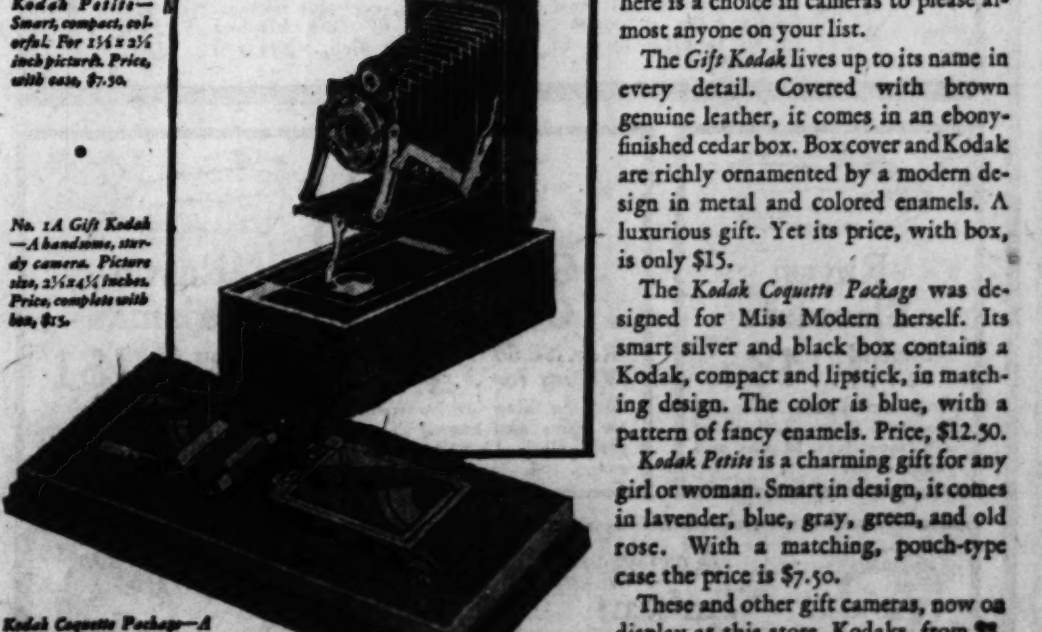 Kodak Petite—
Smart, compact, col-
orful. For 1⅝ x 2½
inch pictures. Price,
with case, $7.50.
No. 1A Gift Kodak
—A handsome, stur-
dy camera. Picture
size, 2½x4¼ inches.
Price, complete with
box, $15.
Kodak Coquette Package—A
here is a choice in cameras to please al-
most anyone on your list.
The Gift Kodak lives up to its name in
every detail. Covered with brown
genuine leather, it comes in an ebony-
finished cedar box. Box cover and Kodak
are richly ornamented by a modern de-
sign in metal and colored enamels. A
luxurious gift. Yet its price, with box,
is only $15.
The Kodak Coquette Package was de-
signed for Miss Modern herself. Its
smart silver and black box contains a
Kodak, compact and lipstick, in match-
ing design. The color is blue, with a
pattern of fancy enamels. Price, $12.50.
Kodak Petite is a charming gift for any
girl or woman. Smart in design, it comes
in lavender, blue, gray, green, and old
rose. With a matching, pouch-type
case the price is $7.50.
These and other gift cameras, now on
display at this store. Kodaks, from